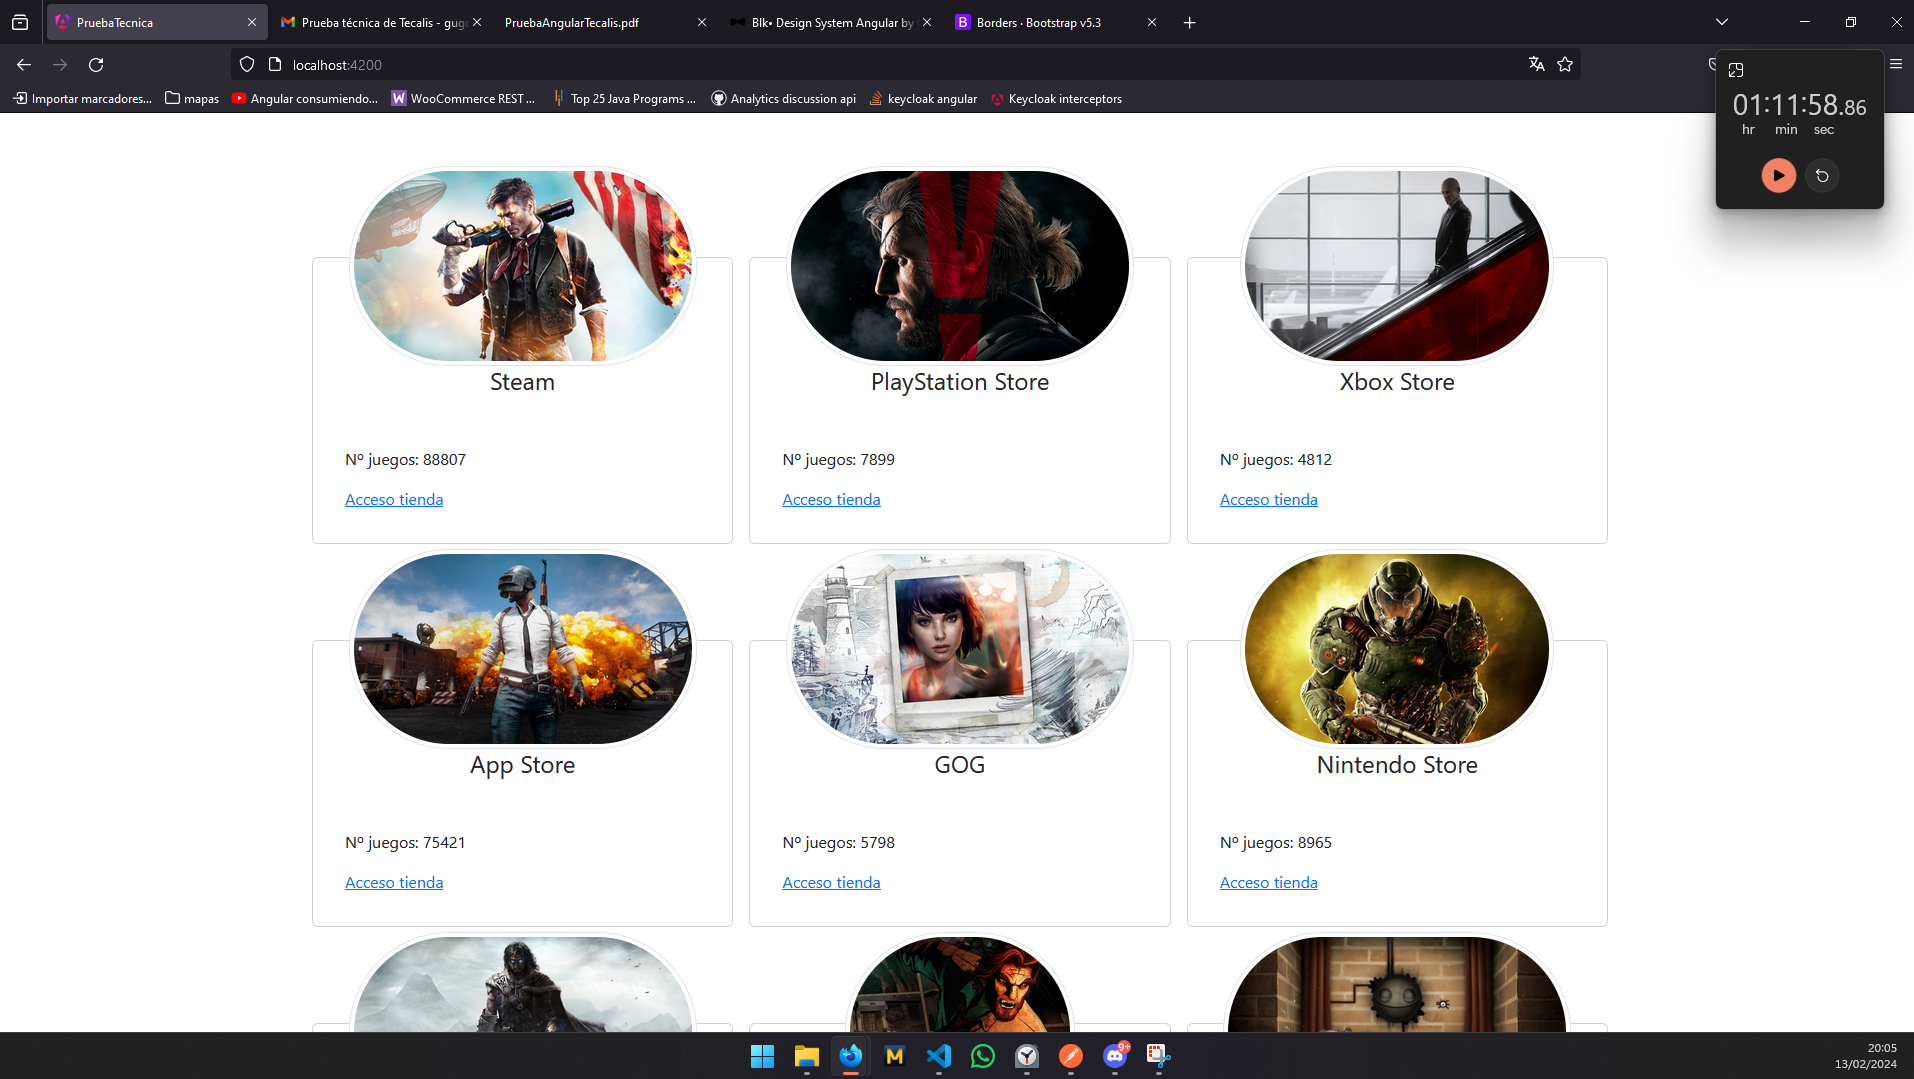 PruebaTecnica
Prueba técnica de Tecalis - gug
PruebaAngularTecalis.pdf
Blk• Design System Angular by
Borders · Bootstrap v5.3
localhost:4200
Importar marcadores...
mapas
Angular consumiendo...
WooCommerce REST ...
Top 25 Java Programs ...
Analytics discussion api
keycloak angular
Keycloak interceptors
01:11:58.86
hr min sec
Steam
Nº juegos: 88807
Acceso tienda
PlayStation Store
Nº juegos: 7899
Acceso tienda
Xbox Store
Nº juegos: 4812
Acceso tienda
App Store
Nº juegos: 75421
Acceso tienda
GOG
Nº juegos: 5798
Acceso tienda
Nintendo Store
Nº juegos: 8965
Acceso tienda
9+
20:05
13/02/2024